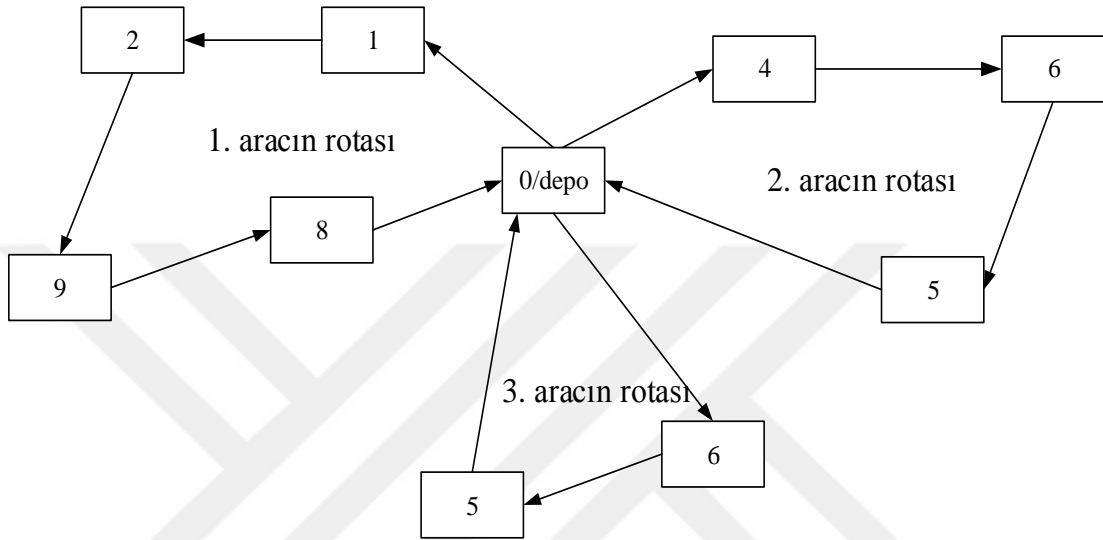 2
1
4
6
1. aracın rotası
0/depo
2. aracın rotası
8
9
5
3. aracın rotası
6
5